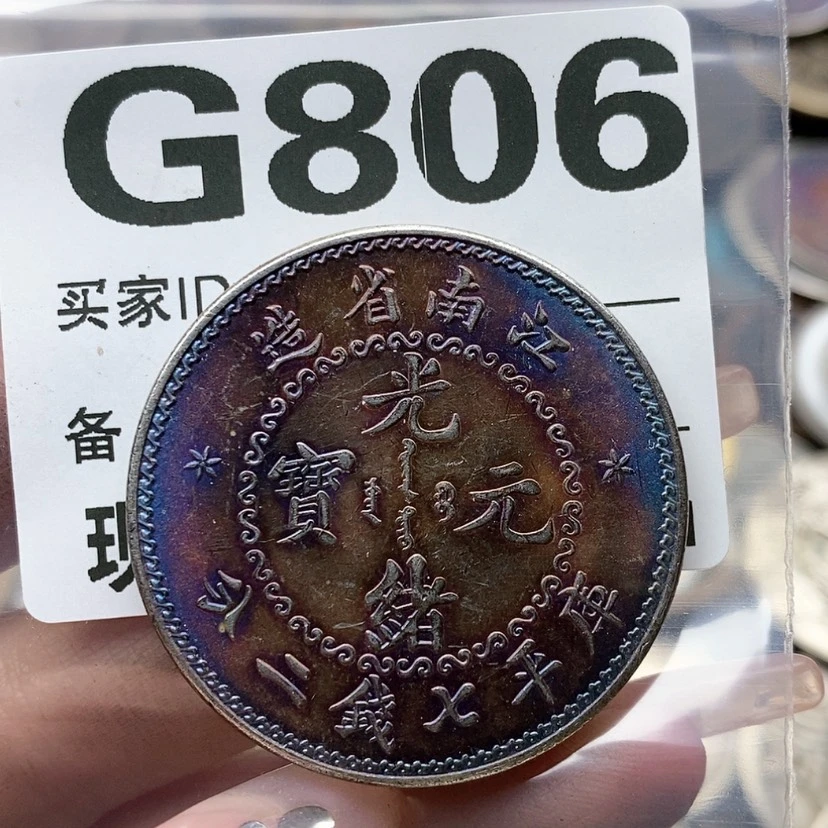 G806
买家ID
备
江南省造
光緒元寶
庫平七錢二分